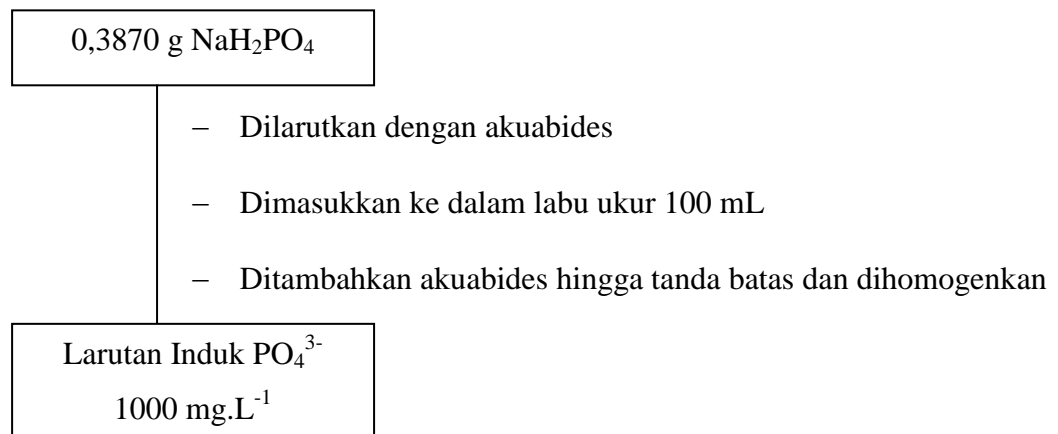 0,3870 g NaH₂PO₄
– Dilarutkan dengan akuabides
– Dimasukkan ke dalam labu ukur 100 mL
– Ditambahkan akuabides hingga tanda batas dan dihomogenkan
Larutan Induk PO₄³⁻
1000 mg.L⁻¹